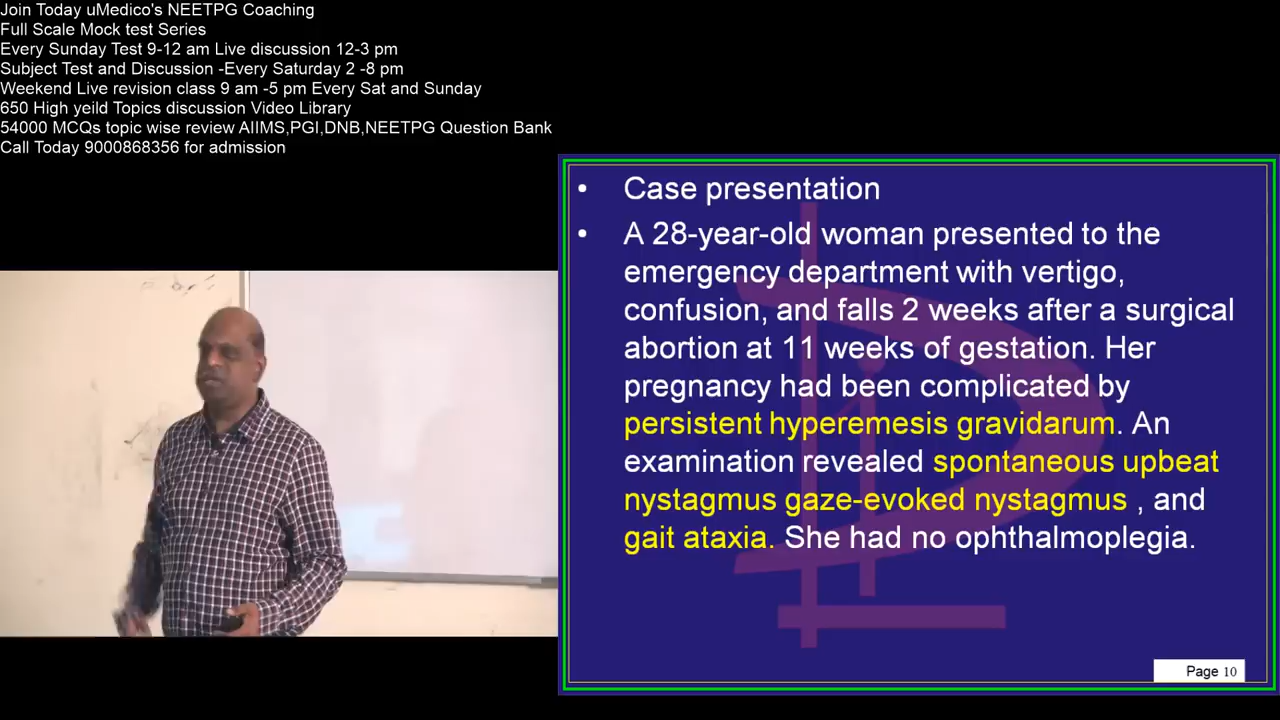 Join Today uMedico's NEETPG Coaching
Full Scale Mock test Series
Every Sunday Test 9-12 am Live discussion 12-3 pm
Subject Test and Discussion -Every Saturday 2 -8 pm
Weekend Live revision class 9 am -5 pm Every Sat and Sunday
650 High yeild Topics discussion Video Library
54000 MCQs topic wise review AIIMS,PGI,DNB,NEETPG Question Bank
Call Today 9000868356 for admission
• Case presentation
• A 28-year-old woman presented to the
emergency department with vertigo,
confusion, and falls 2 weeks after a surgical
abortion at 11 weeks of gestation. Her
pregnancy had been complicated by
persistent hyperemesis gravidarum. An
examination revealed spontaneous upbeat
nystagmus gaze-evoked nystagmus , and
gait ataxia. She had no ophthalmoplegia.
Page 10